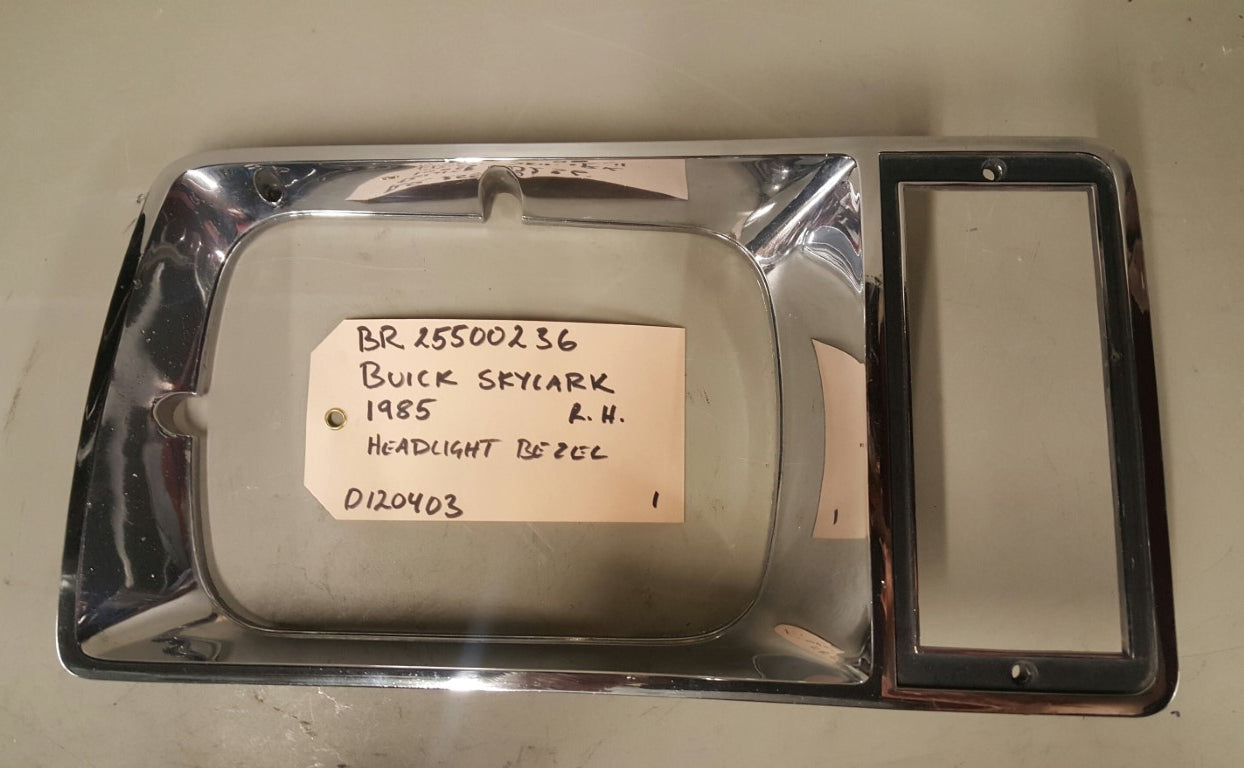 BR 25500236
BUICK SKYLARK
1985 R.H.
HEADLIGHT BEZEL
D120403 1
1